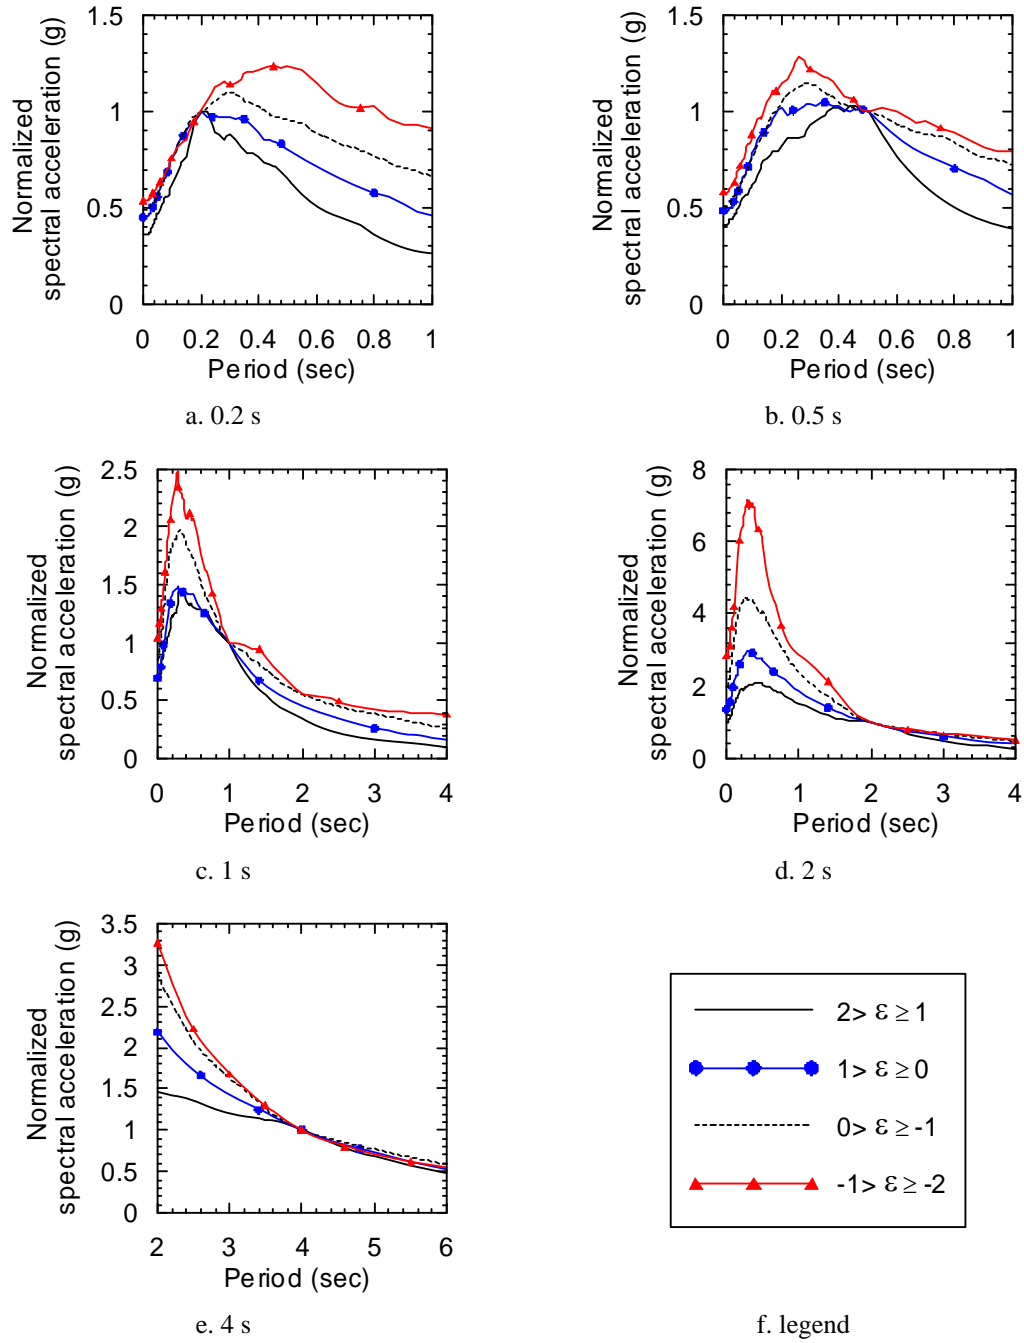 1.5
1
0.5
0
Normalized
spectral acceleration (g)
0 0.2 0.4 0.6 0.8 1
Period (sec)
a. 0.2 s
1.5
1
0.5
0
Normalized
spectral acceleration (g)
0 0.2 0.4 0.6 0.8 1
Period (sec)
b. 0.5 s
2.5
2
1.5
1
0.5
0
Normalized
spectral acceleration (g)
0 1 2 3 4
Period (sec)
c. 1 s
8
6
4
2
0
Normalized
spectral acceleration (g)
0 1 2 3 4
Period (sec)
d. 2 s
3.5
3
2.5
2
1.5
1
0.5
0
Normalized
spectral acceleration (g)
2 3 4 5 6
Period (sec)
e. 4 s
2> ε ≥ 1
1> ε ≥ 0
0> ε ≥ -1
-1> ε ≥ -2
f. legend